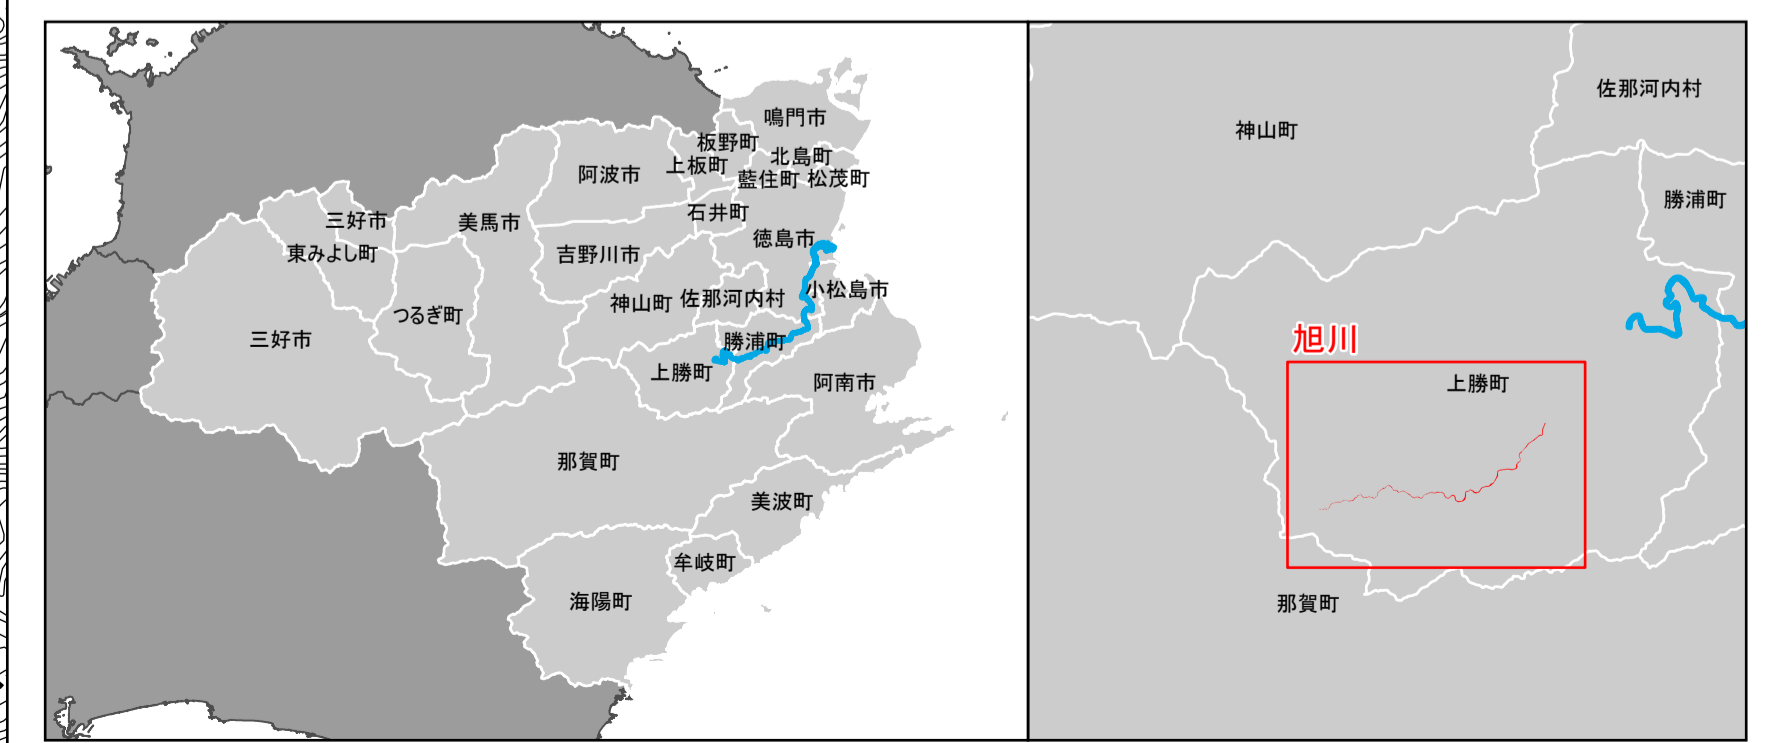 鳴門市
板野町
北島町
上板町
阿波市
藍住町
松茂町
石井町
三好市
美馬市
徳島市
東みよし町
吉野川市
小松島市
神山町
佐那河内村
つるぎ町
三好市
勝浦町
上勝町
阿南市
那賀町
美波町
牟岐町
海陽町
佐那河内村
神山町
勝浦町
旭川
上勝町
那賀町